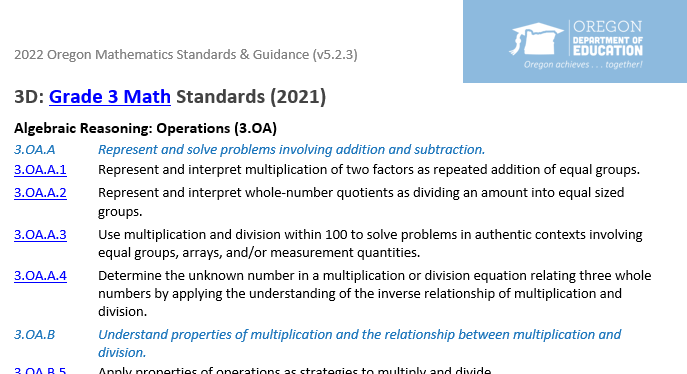 OREGON
DEPARTMENT OF
EDUCATION
Oregon achieves . . . together!
2022 Oregon Mathematics Standards & Guidance (v5.2.3)
3D: Grade 3 Math Standards (2021)
Algebraic Reasoning: Operations (3.OA)
3.OA.A Represent and solve problems involving addition and subtraction.
3.OA.A.1 Represent and interpret multiplication of two factors as repeated addition of equal groups.
3.OA.A.2 Represent and interpret whole-number quotients as dividing an amount into equal sized
groups.
3.OA.A.3 Use multiplication and division within 100 to solve problems in authentic contexts involving
equal groups, arrays, and/or measurement quantities.
3.OA.A.4 Determine the unknown number in a multiplication or division equation relating three whole
numbers by applying the understanding of the inverse relationship of multiplication and
division.
3.OA.B Understand properties of multiplication and the relationship between multiplication and
division.
3.OA.B.5 Apply properties of operations as strategies to multiply and divide.